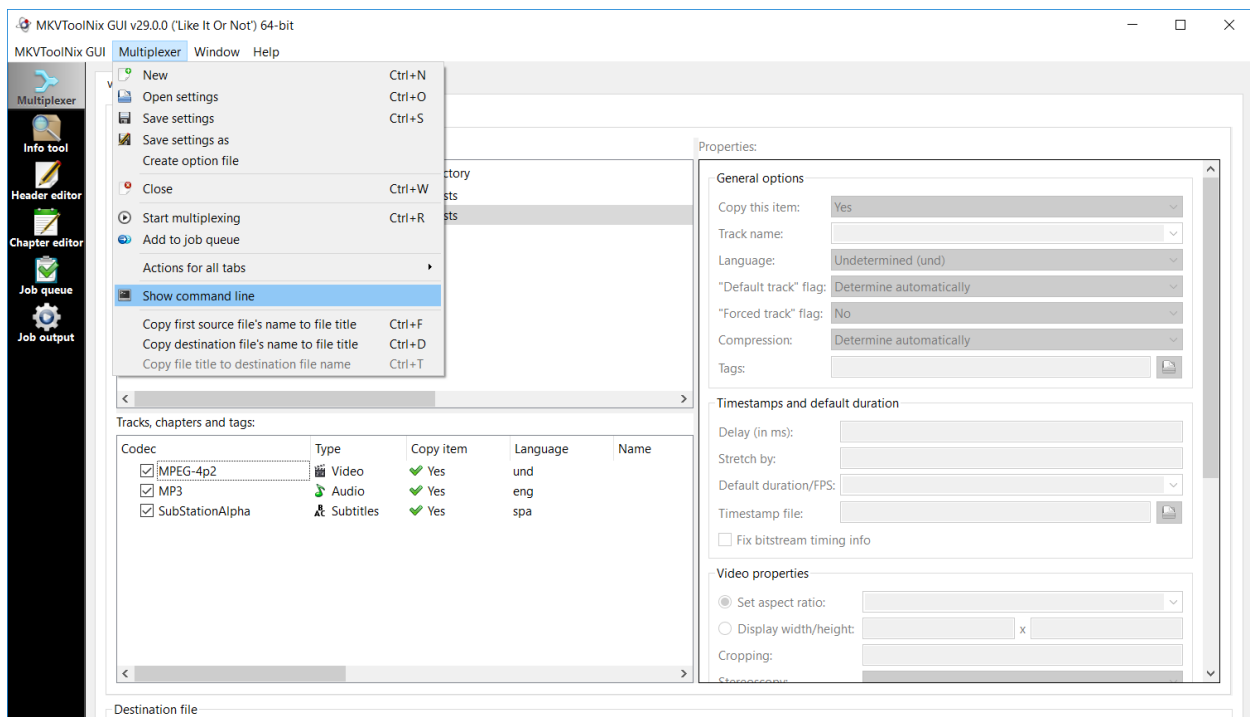 MKVToolNix GUI v29.0.0 ('Like It Or Not') 64-bit
MKVToolNix GUI Multiplexer Window Help
Multiplexer
Info tool
Header editor
Chapter editor
Job queue
Job output
New Ctrl+N
Open settings Ctrl+O
Save settings Ctrl+S
Save settings as
Create option file
Close Ctrl+W
Start multiplexing Ctrl+R
Add to job queue
Actions for all tabs
Show command line
Copy first source file's name to file title Ctrl+F
Copy destination file's name to file title Ctrl+D
Copy file title to destination file name Ctrl+T
ctory
sts
sts
Tracks, chapters and tags:
Codec Type Copy item Language Name
MPEG-4p2 Video Yes und
MP3 Audio Yes eng
SubStationAlpha Subtitles Yes spa
Properties:
General options
Copy this item: Yes
Track name:
Language: Undetermined (und)
"Default track" flag: Determine automatically
"Forced track" flag: No
Compression: Determine automatically
Tags:
Timestamps and default duration
Delay (in ms):
Stretch by:
Default duration/FPS:
Timestamp file:
Fix bitstream timing info
Video properties
Set aspect ratio:
Display width/height: x
Cropping:
Destination file